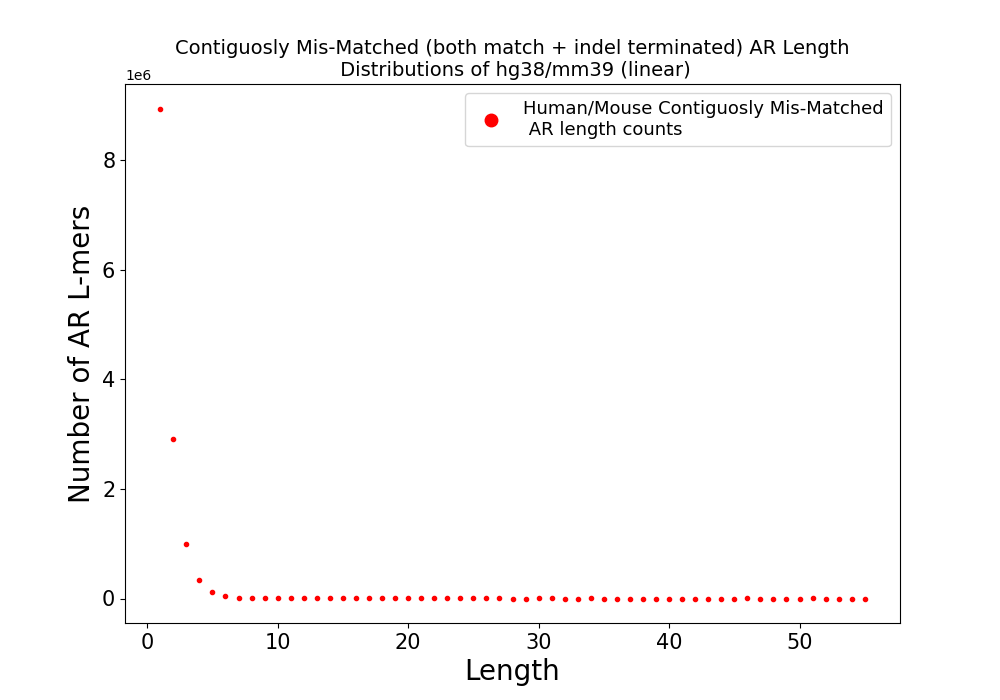 Contiguosly Mis-Matched (both match + indel terminated) AR Length
Distributions of hg38/mm39 (linear)
1e6
Human/Mouse Contiguosly Mis-Matched
AR length counts
8
6
4
2
0
Number of AR L-mers
0 10 20 30 40 50
Length